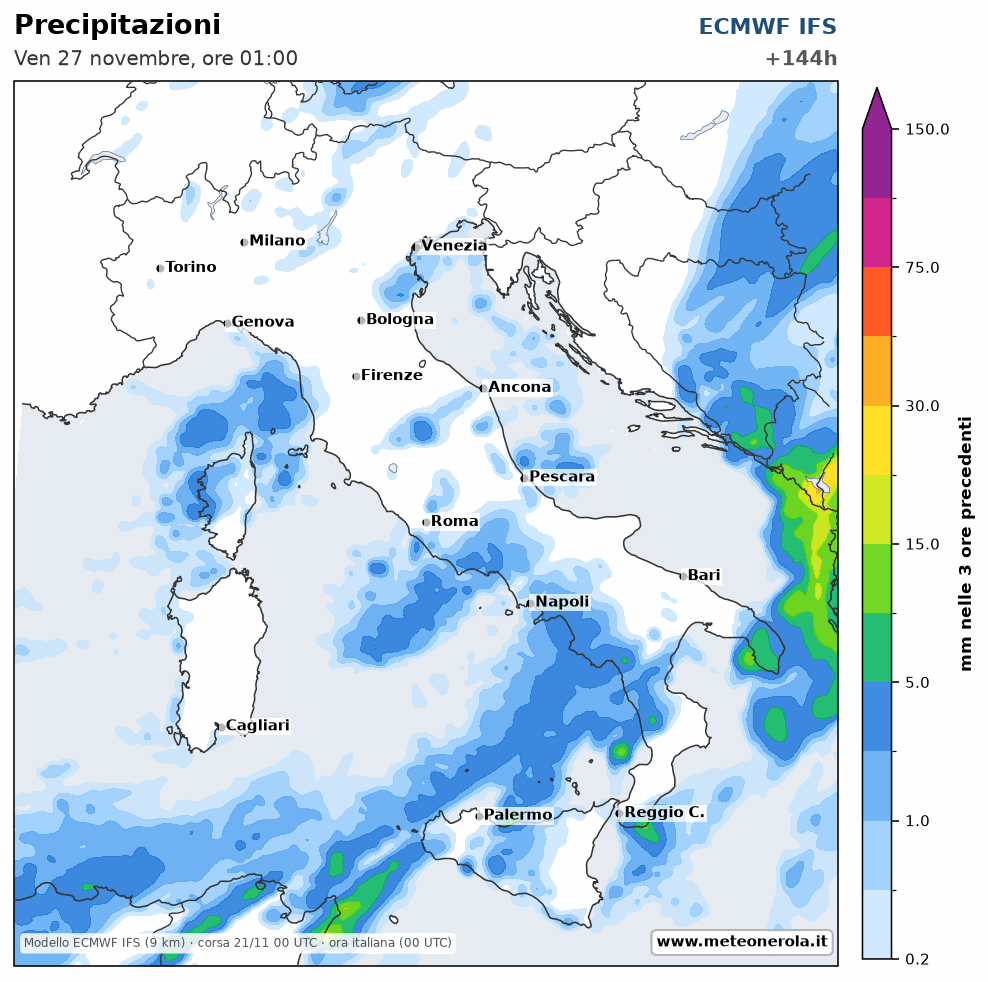 Precipitazioni
ECMWF IFS
Ven 27 novembre, ore 01:00
+144h
Milano
Venezia
Torino
Genova
Bologna
Firenze
Ancona
Pescara
Roma
Bari
Napoli
Cagliari
Palermo
Reggio C.
150.0
75.0
30.0
15.0
5.0
1.0
0.2
mm nelle 3 ore precedenti
Modello ECMWF IFS (9 km) · corsa 21/11 00 UTC · ora italiana (00 UTC)
www.meteonerola.it